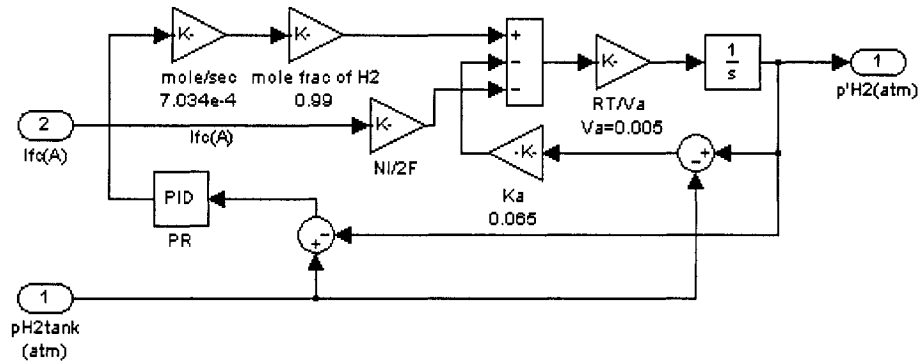 K-
K-
mole/sec
7.034e-4
mole frac of H2
0.99
+
−
−
K-
RT/Va
Va=0.005
1
s
1
p'H2(atm)
2
Ifc(A)
Ifc(A)
K-
NI/2F
-K-
Ka
0.065
+
−
PID
PR
−
+
1
pH2tank
(atm)